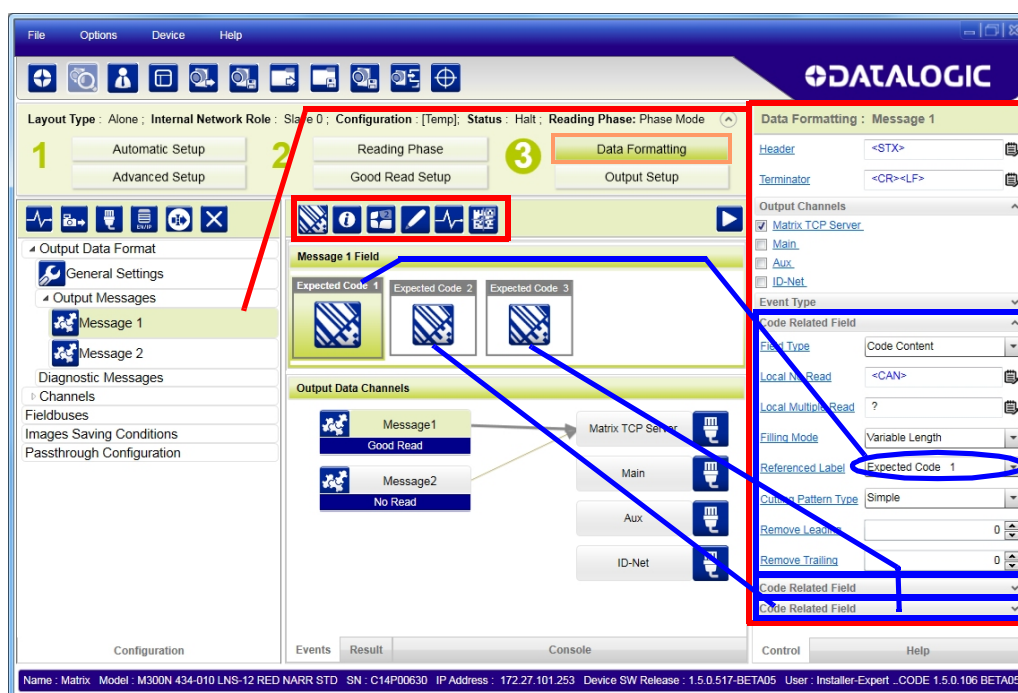 File Options Device Help
DATALOGIC
Layout Type : Alone ; Internal Network Role : Slave 0 ; Configuration : [Temp]; Status : Halt ; Reading Phase: Phase Mode
1
Automatic Setup
Advanced Setup
2
Reading Phase
Good Read Setup
3
Data Formatting
Output Setup
EN/IP
Output Data Format
General Settings
Output Messages
Message 1
Message 2
Diagnostic Messages
Channels
Fieldbuses
Images Saving Conditions
Passthrough Configuration
Configuration
Message 1 Field
Expected Code 1
Expected Code 2
Expected Code 3
Output Data Channels
Message1
Good Read
Message2
No Read
Matrix TCP Server
Main
Aux
ID-Net
Events Result Console
Data Formatting : Message 1
Header <STX>
Terminator <CR><LF>
Output Channels
Matrix TCP Server
Main
Aux
ID-Net
Event Type
Code Related Field
Field Type Code Content
Local No Read <CAN>
Local Multiple Read ?
Filling Mode Variable Length
Referenced Label Expected Code 1
Cutting Pattern Type Simple
Remove Leading 0
Remove Trailing 0
Code Related Field
Code Related Field
Control Help
Name : Matrix Model : M300N 434-010 LNS-12 RED NARR STD SN : C14P00630 IP Address : 172.27.101.253 Device SW Release : 1.5.0.517-BETA05 User : Installer-Expert ..CODE 1.5.0.106 BETA05